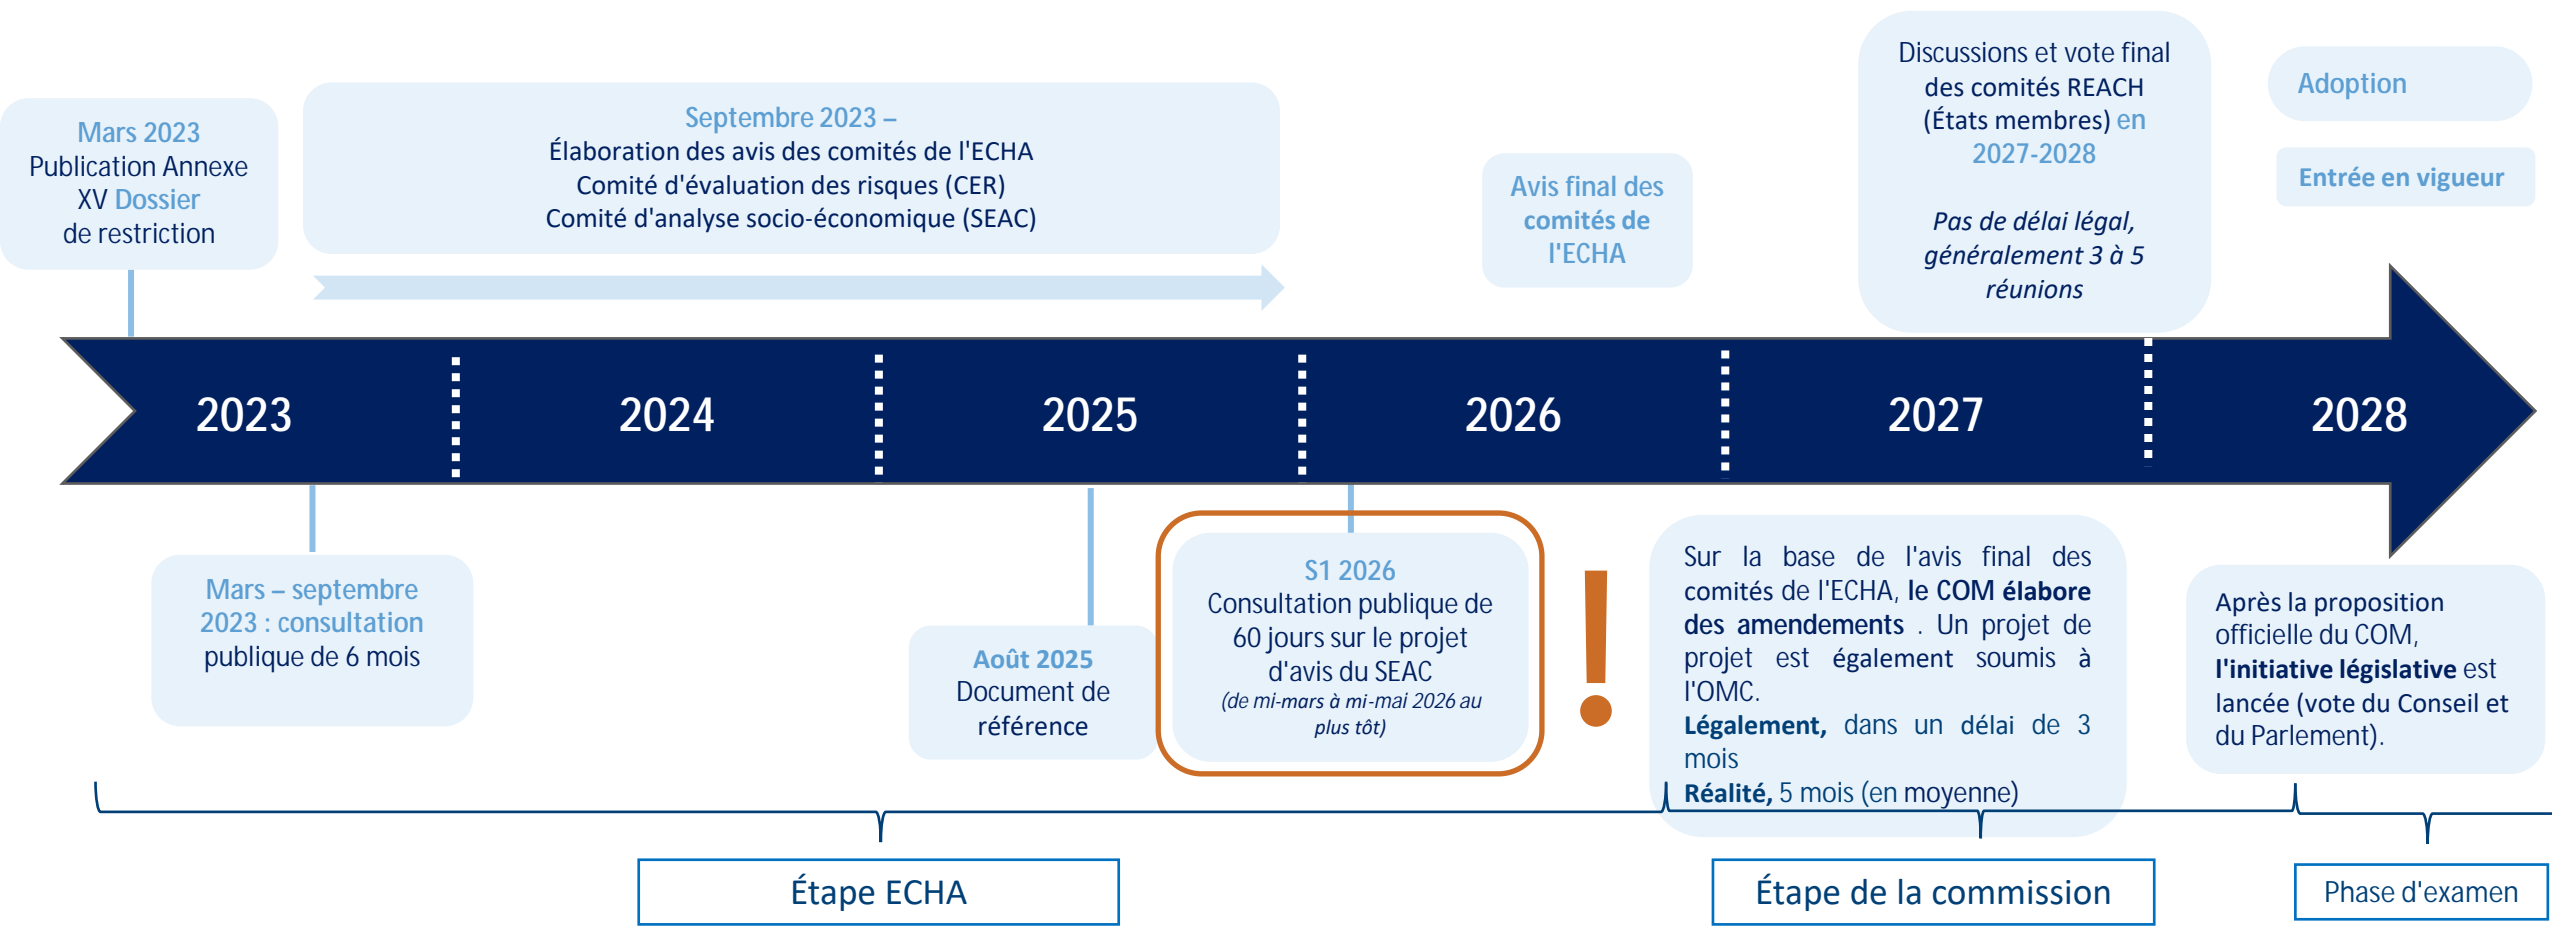 Mars 2023
Publication Annexe
XV Dossier
de restriction
Septembre 2023 –
Élaboration des avis des comités de l'ECHA
Comité d'évaluation des risques (CER)
Comité d'analyse socio-économique (SEAC)
Avis final des
comités de
l'ECHA
Discussions et vote final
des comités REACH
(États membres) en
2027-2028
Pas de délai légal,
généralement 3 à 5
réunions
Adoption
Entrée en vigueur
2023
2024
2025
2026
2027
2028
Mars – septembre
2023 : consultation
publique de 6 mois
Août 2025
Document de
référence
S1 2026
Consultation publique de
60 jours sur le projet
d'avis du SEAC
(de mi-mars à mi-mai 2026 au
plus tôt)
!
Sur la base de l'avis final des
comités de l'ECHA, le COM élabore
des amendements . Un projet de
projet est également soumis à
l'OMC.
Légalement, dans un délai de 3
mois
Réalité, 5 mois (en moyenne)
Après la proposition
officielle du COM,
l'initiative législative est
lancée (vote du Conseil et
du Parlement).
Étape ECHA
Étape de la commission
Phase d'examen